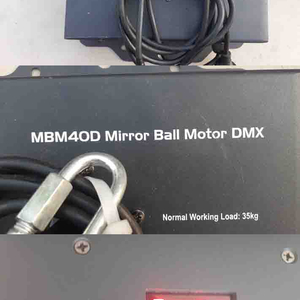 MBM40D Mirror Ball Motor DMX
Normal Working Load: 35kg